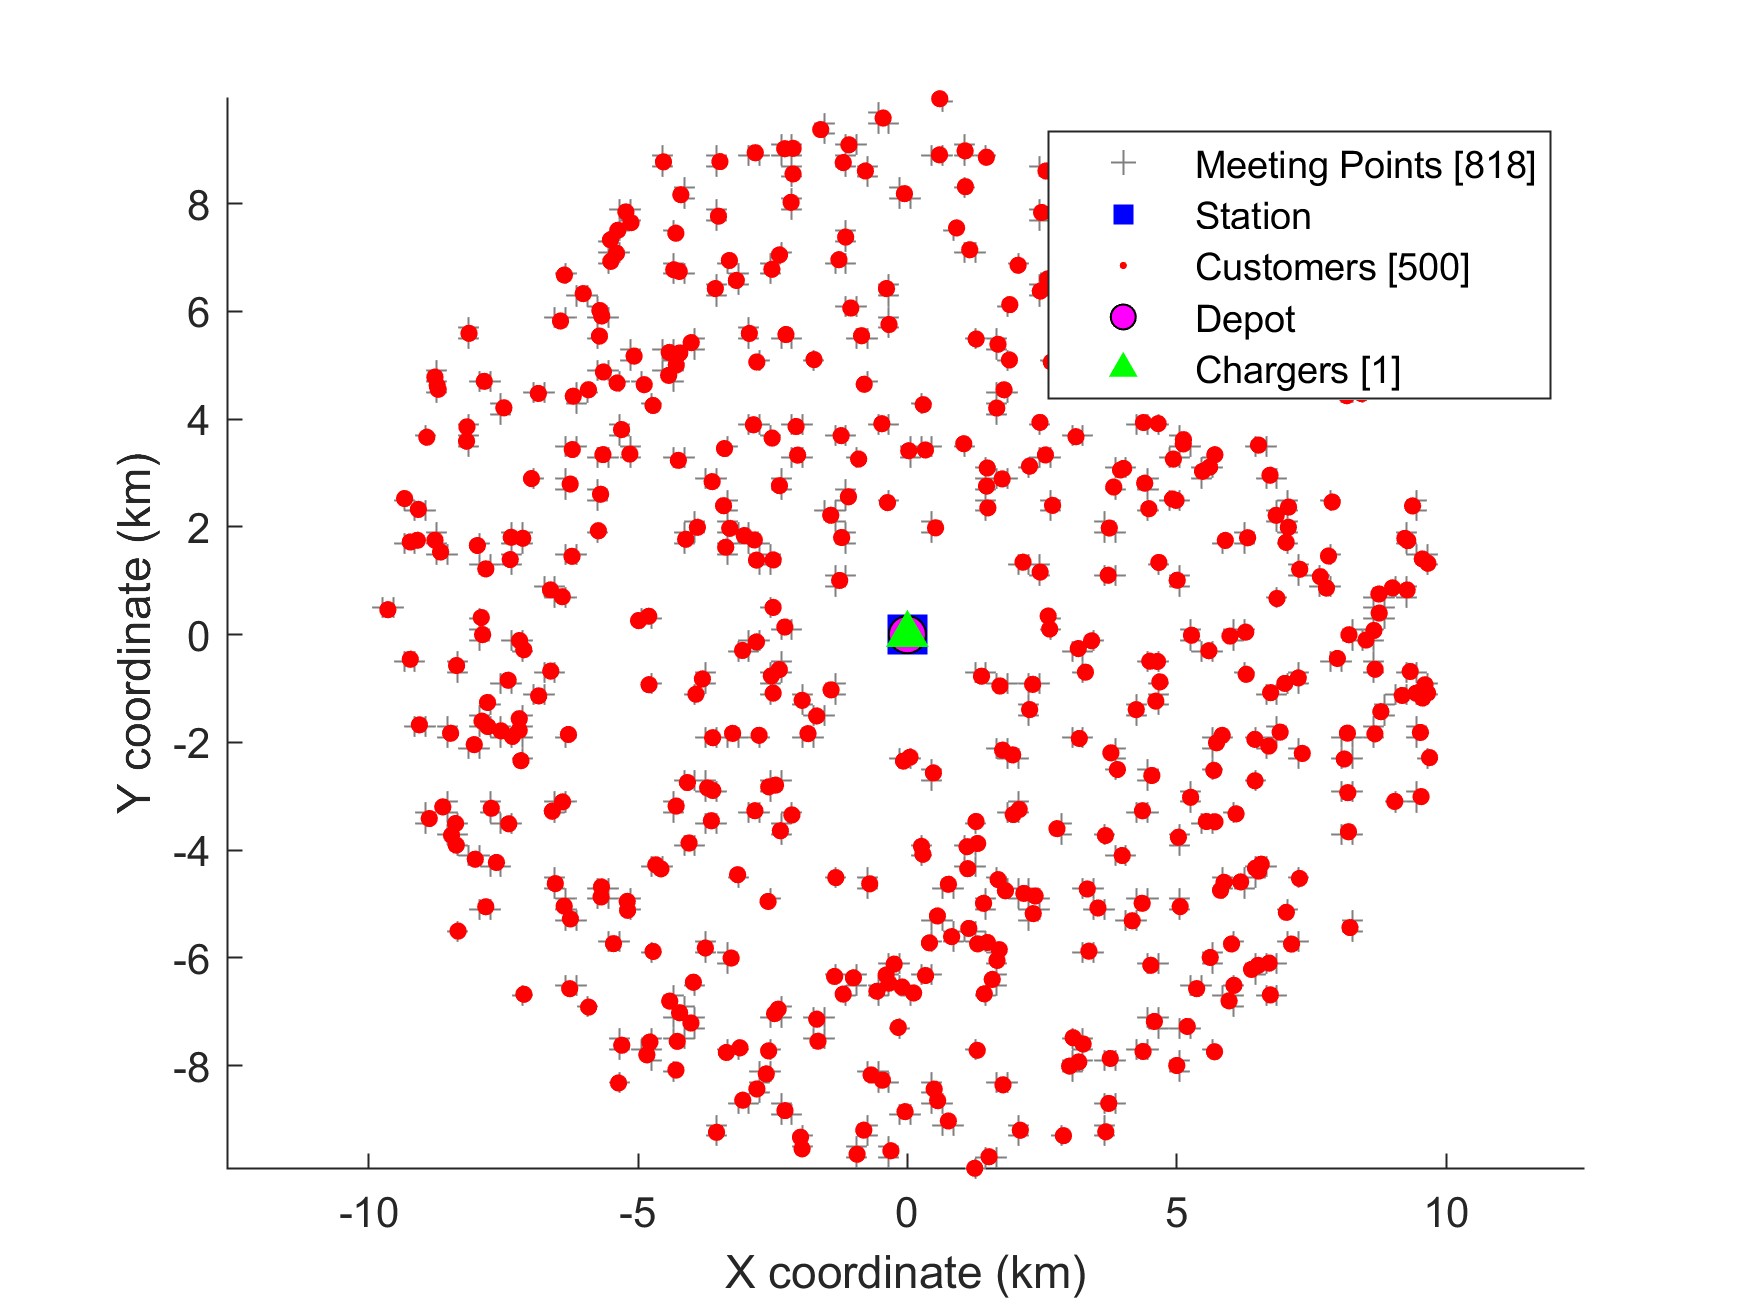 Meeting Points [818]
Station
Customers [500]
Depot
Chargers [1]
8
6
4
2
0
-2
-4
-6
-8
Y coordinate (km)
-10 -5 0 5 10
X coordinate (km)